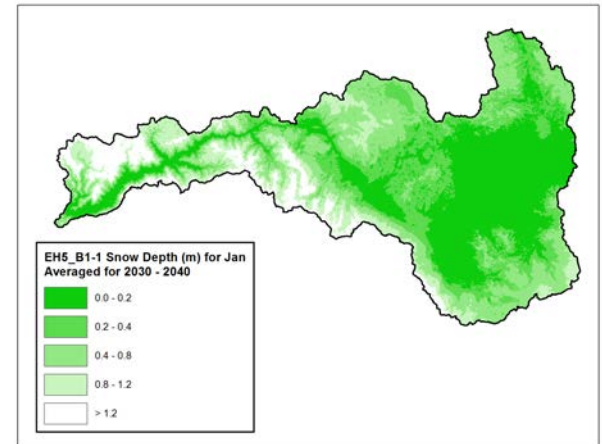 EH5_B1-1 Snow Depth (m) for Jan
Averaged for 2030 - 2040
0.0 - 0.2
0.2 - 0.4
0.4 - 0.8
0.8 - 1.2
> 1.2